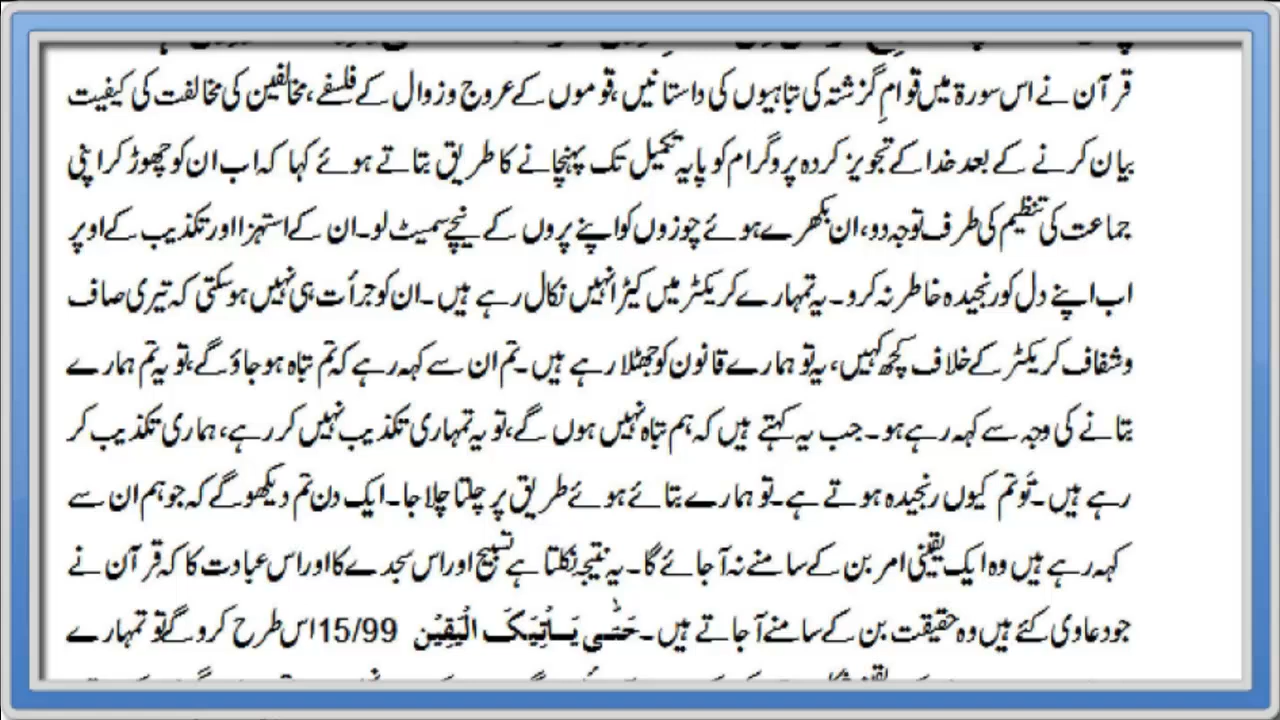 قرآن نے اس سورۃ میں قوامِ گزشتہ کی تباہیوں کی داستانیں، قوموں کے عروج و زوال کے فلسفے، مخالفین کی مخالفت کی کیفیت
بیان کرنے کے بعد خدا کے تجویز کردہ پروگرام کو پایہ تکمیل تک پہنچانے کا طریق بتاتے ہوئے کہا کہ اب ان کو چھوڑ کر اپنی
جماعت کی تنظیم کی طرف توجہ دو، ان بکھرے ہوئے چوزوں کو اپنے پروں کے نیچے سمیٹ لو۔ ان کے استہزا اور تکذیب کے اوپر
اب اپنے دل کو رنجیدہ خاطر نہ کرو۔ یہ تمہارے کریکٹر میں کیڑا نہیں نکال رہے ہیں۔ ان کو جرأت ہی نہیں ہو سکتی کہ تیری صاف
و شفاف کریکٹر کے خلاف کچھ کہیں، یہ تو ہمارے قانون کو جھٹلا رہے ہیں۔ تم ان سے کہہ رہے کہ تم تباہ ہو جاؤ گے، تو یہ تم ہمارے
بتانے کی وجہ سے کہہ رہے ہو۔ جب یہ کہتے ہیں کہ ہم تباہ نہیں ہوں گے، تو یہ تمہاری تکذیب نہیں کر رہے، ہماری تکذیب کر
رہے ہیں۔ تُو تم کیوں رنجیدہ ہوتے ہے۔ تو ہمارے بتائے ہوئے طریق پر چلتا چلا جا۔ ایک دن تم دیکھو گے کہ جو ہم ان سے
کہہ رہے ہیں وہ ایک یقینی امر بن کے سامنے نہ آ جائے گا۔ یہ نتیجہ نکلتا ہے تسبیح اور اس سجدے کا اور اس عبادت کا کہ قرآن نے
جو دعاوی کئے ہیں وہ حقیقت بن کے سامنے آ جاتے ہیں۔ حَتّٰى يَاْتِيَکَ الْيَقِيْن 15/99 اس طرح کرو گے تو تمہارے